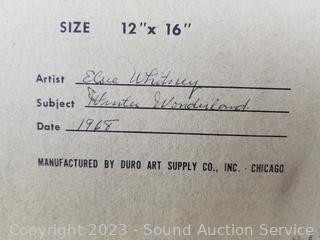 SIZE 12" x 16"
Artist Elsie Whitney
Subject Winter Wonderland
Date 1968
MANUFACTURED BY DURO ART SUPPLY CO., INC. - CHICAGO
Copyright 2023 - Sound Auction Service